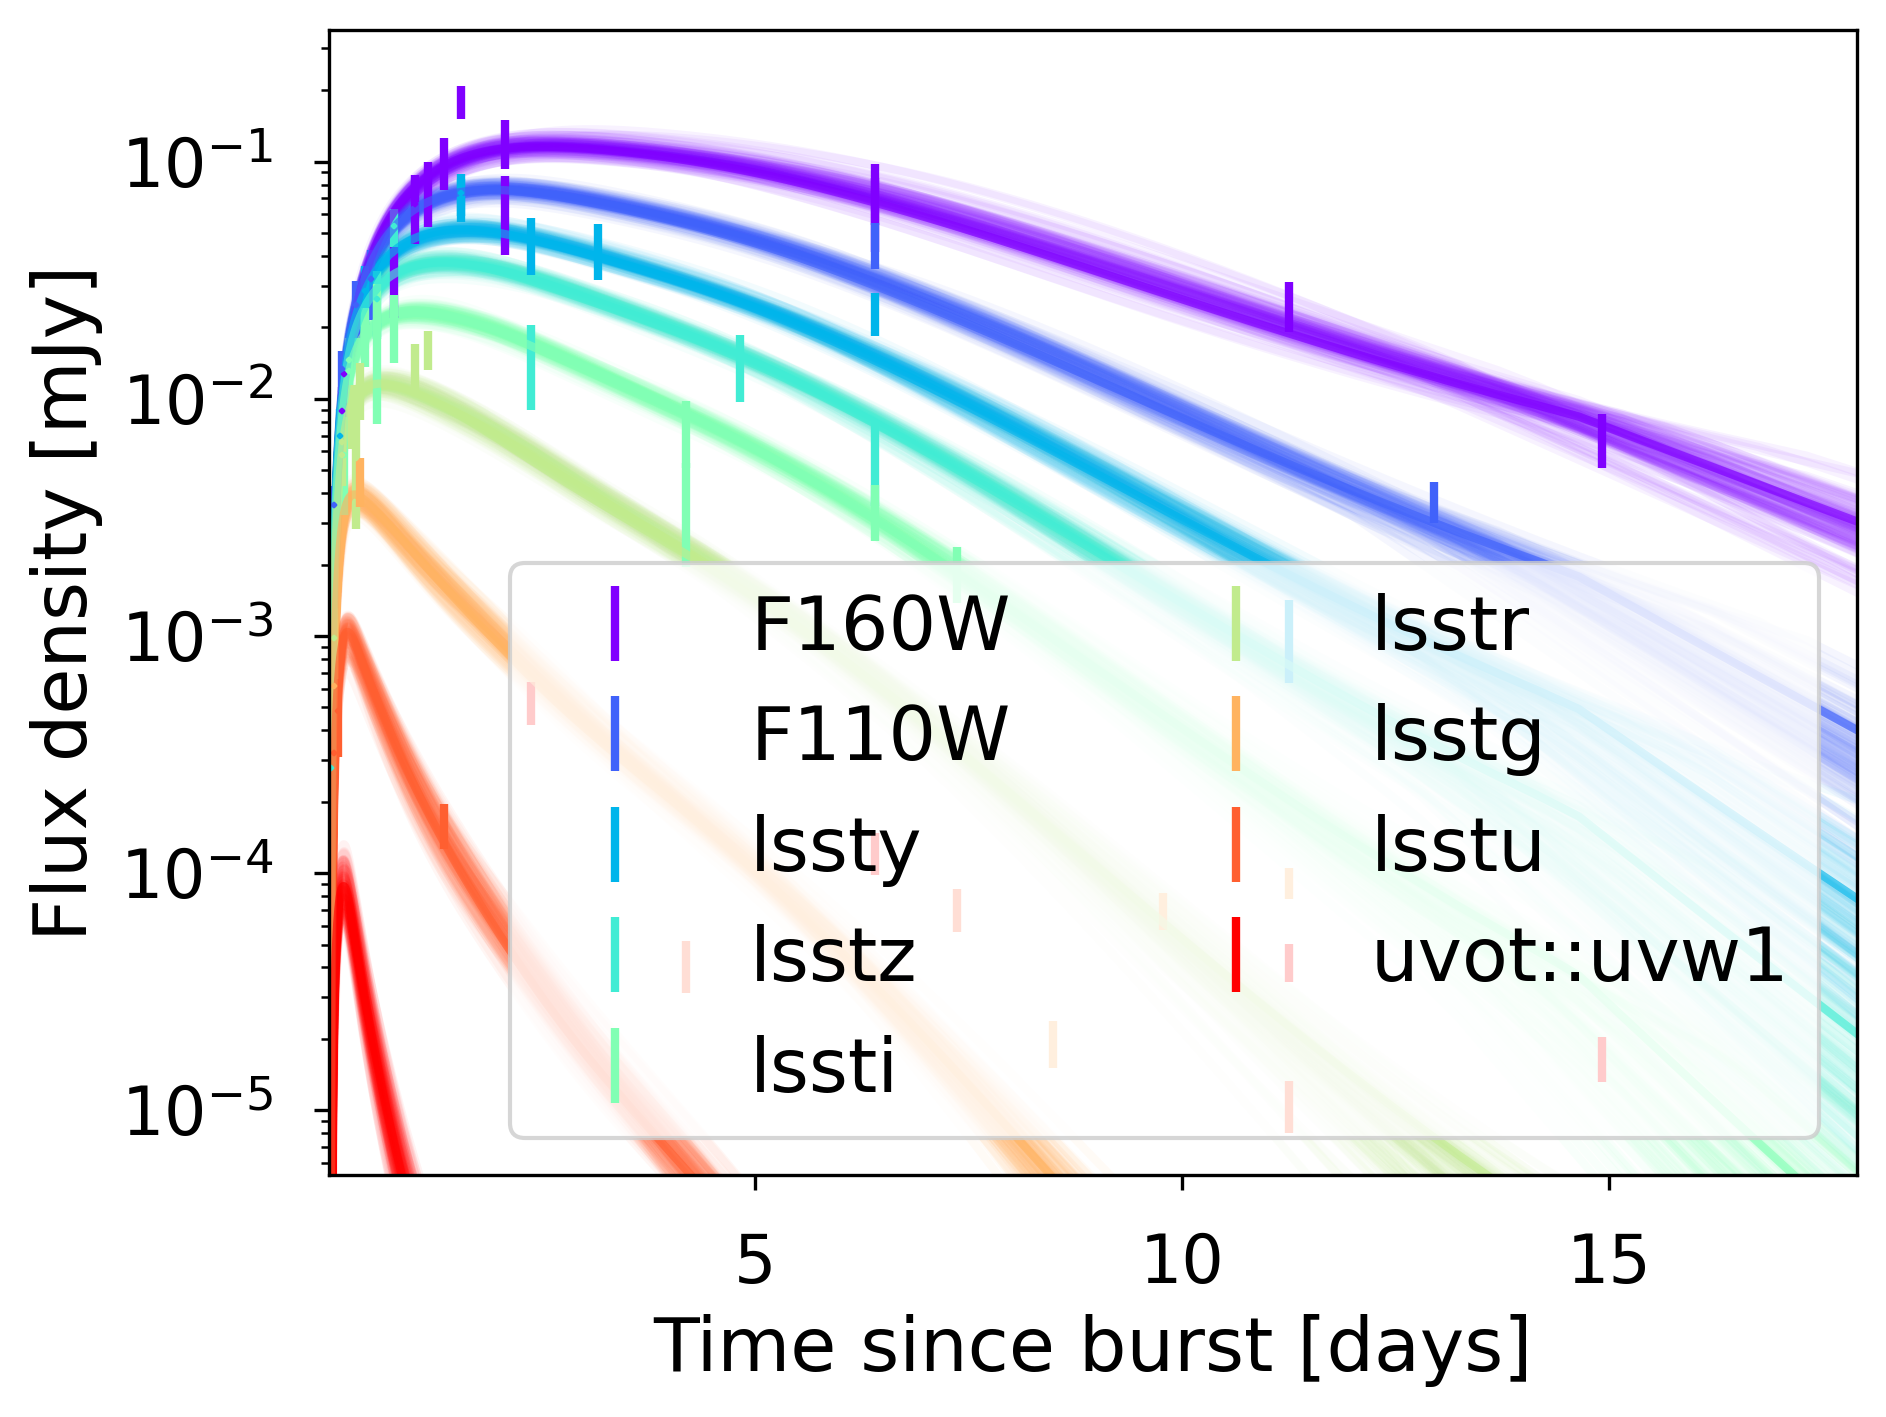 Flux density [mJy]
10⁻¹
10⁻²
10⁻³
10⁻⁴
10⁻⁵
F160W
F110W
lssty
lsstz
lssti
lsstr
lsstg
lsstu
uvot::uvw1
5 10 15
Time since burst [days]